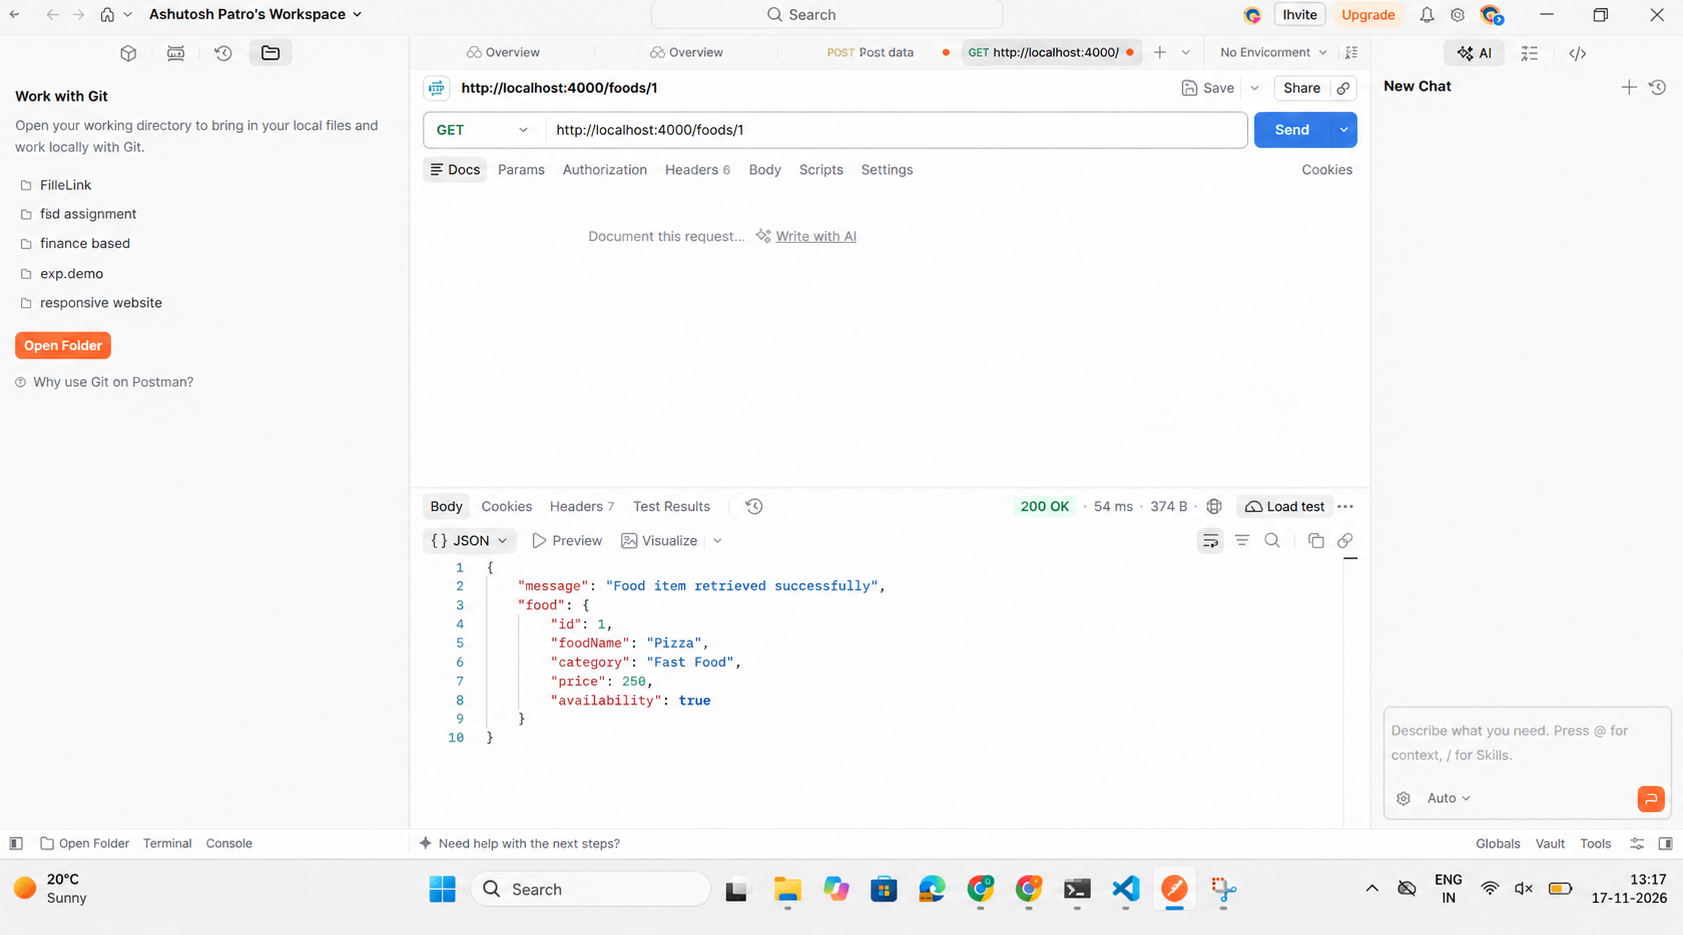 Ashutosh Patro's Workspace
Search
Invite
Upgrade
Work with Git
Open your working directory to bring in your local files and
work locally with Git.
FilleLink
fsd assignment
finance based
exp.demo
responsive website
Open Folder
Why use Git on Postman?
Overview
Overview
POST Post data
GET http://localhost:4000/
No Envicorment
HTTP
http://localhost:4000/foods/1
Save
Share
GET
http://localhost:4000/foods/1
Send
Docs
Params
Authorization
Headers 6
Body
Scripts
Settings
Cookies
Document this request...
Write with AI
Body
Cookies
Headers 7
Test Results
200 OK · 54 ms · 374 B ·
Load test
{} JSON
Preview
Visualize
1 {
2 "message": "Food item retrieved successfully",
3 "food": {
4 "id": 1,
5 "foodName": "Pizza",
6 "category": "Fast Food",
7 "price": 250,
8 "availability": true
9 }
10 }
AI
New Chat
Describe what you need. Press @ for
context, / for Skills.
Auto
Open Folder
Terminal
Console
Need help with the next steps?
Globals
Vault
Tools
20°C
Sunny
Search
ENG
IN
13:17
17-11-2026